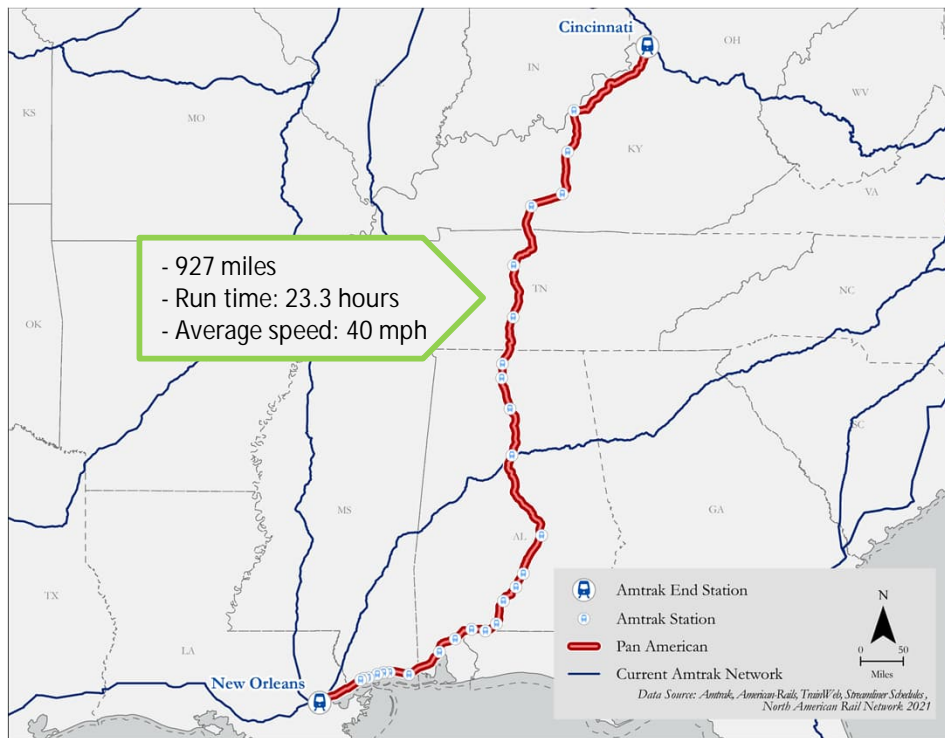 Cincinnati
OH
IN
IL
WV
KS
MO
KY
VA
- 927 miles
- Run time: 23.3 hours
- Average speed: 40 mph
TN
NC
OK
SC
MS
AL
GA
TX
LA
New Orleans
Amtrak End Station
Amtrak Station
Pan American
Current Amtrak Network
N
0 50
Miles
Data Source: Amtrak, American-Rails, TrainWeb, Streamliner Schedules,
North American Rail Network 2021